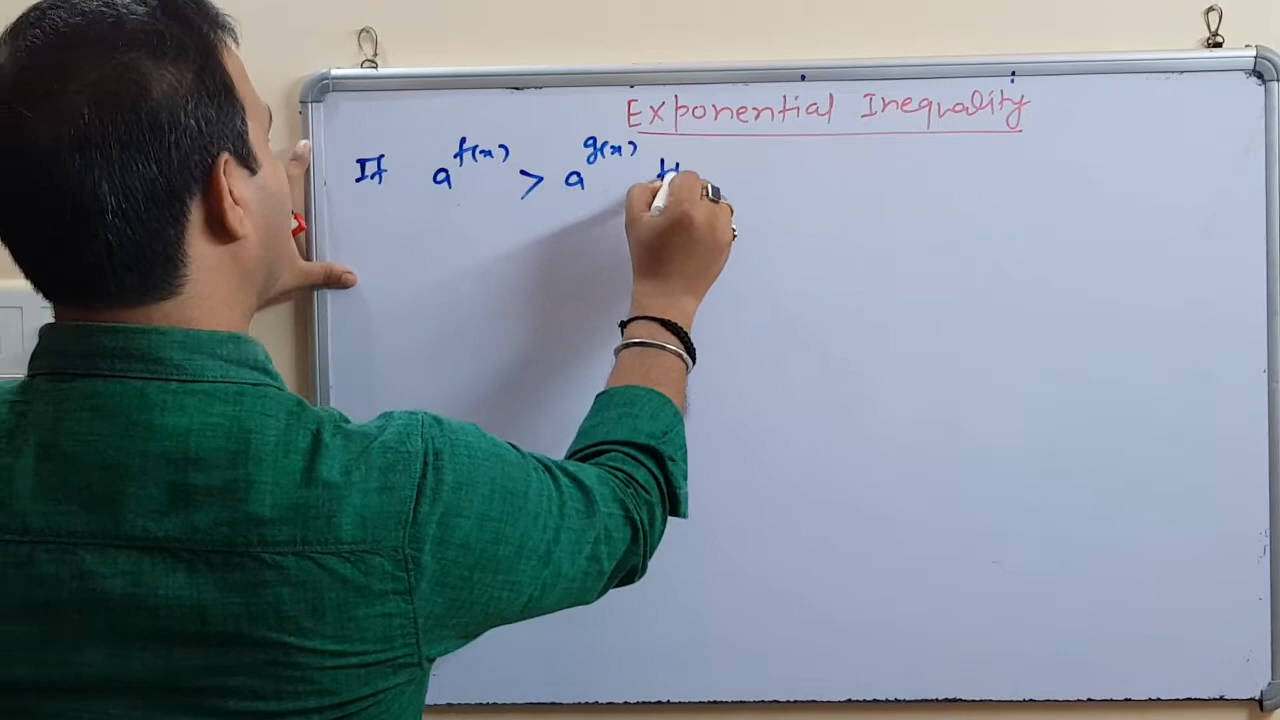 Exponential Inequality
If a^f(x) > a^g(x)